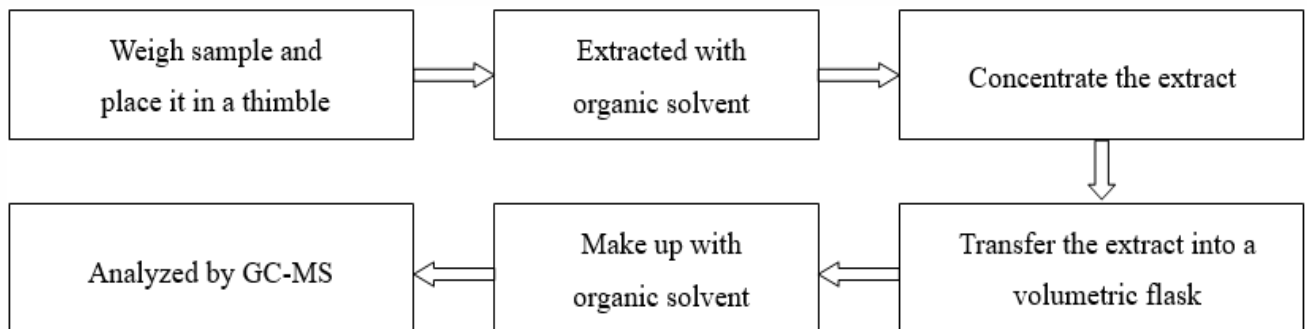 Weigh sample and
place it in a thimble
Extracted with
organic solvent
Concentrate the extract
Transfer the extract into a
volumetric flask
Make up with
organic solvent
Analyzed by GC-MS